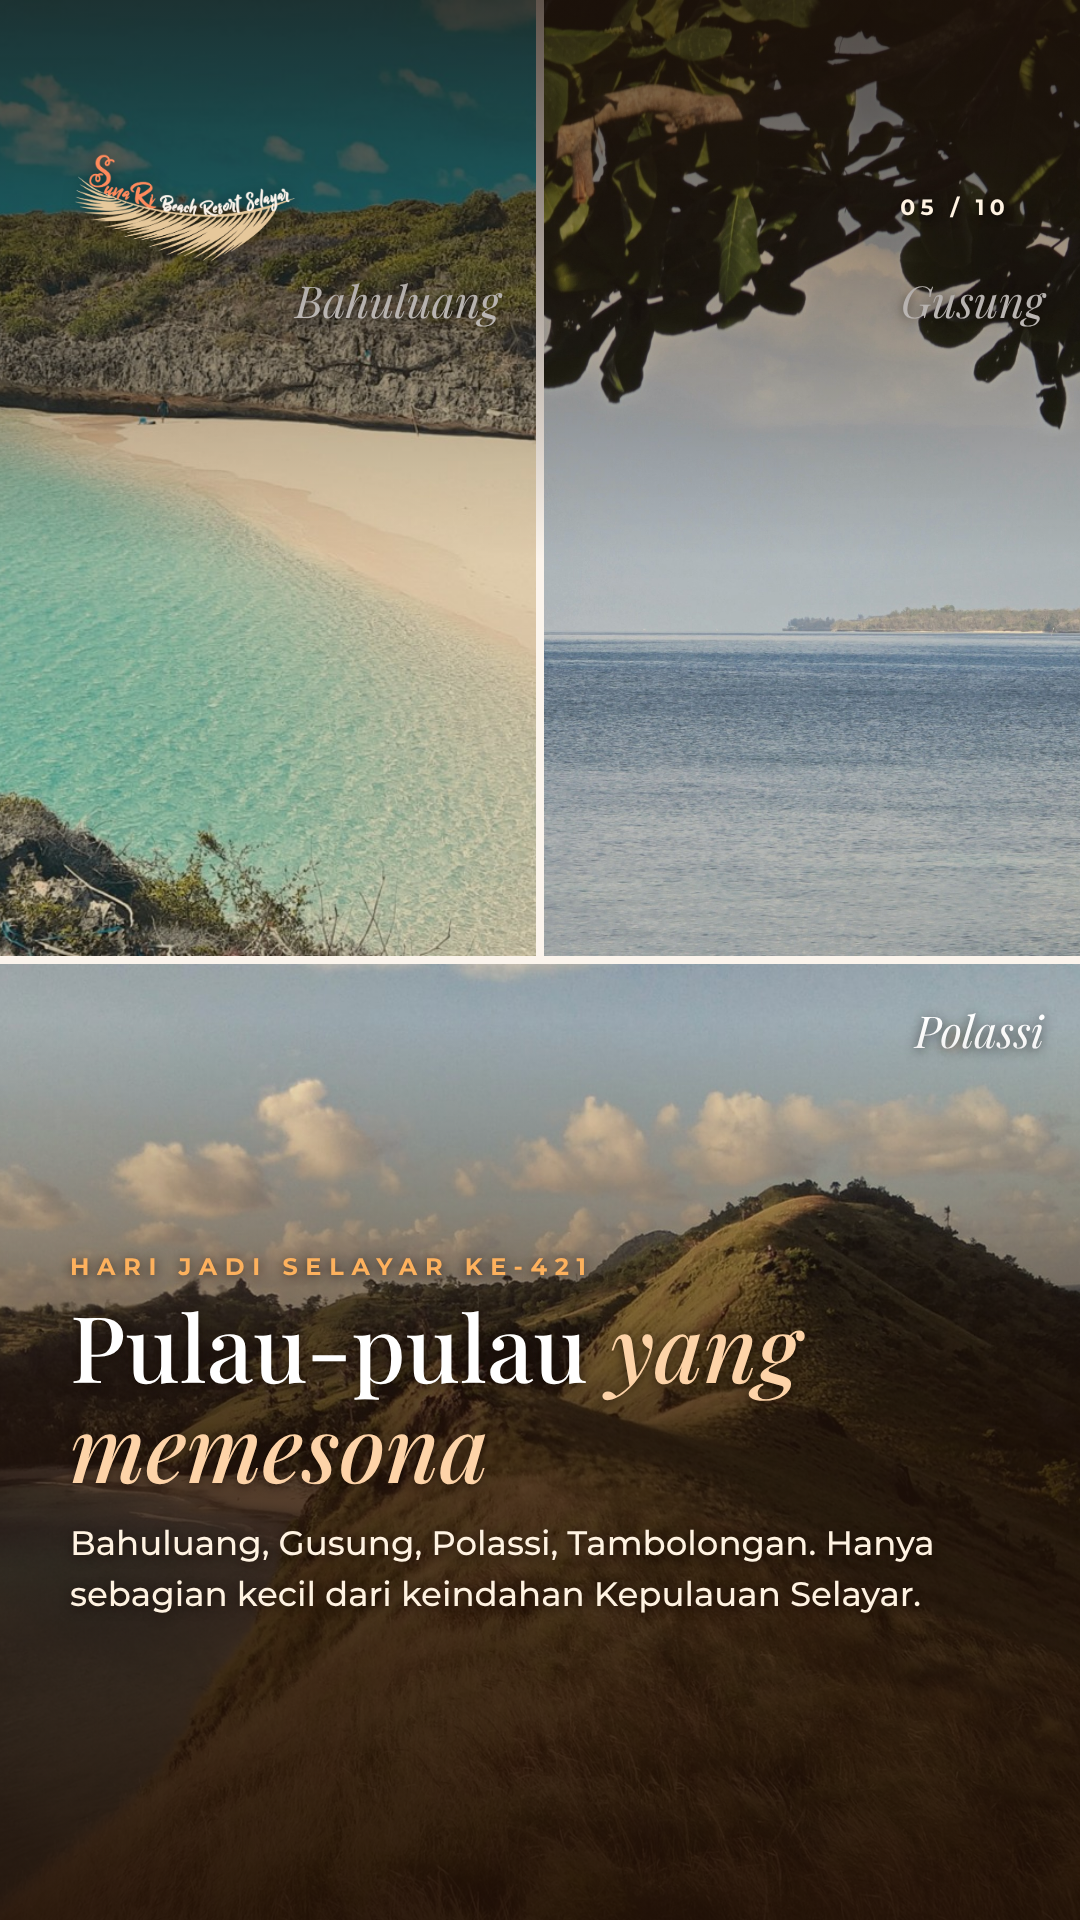 SunaRi Beach Resort Selayar
05 / 10
Bahuluang
Gusung
Polassi
HARI JADI SELAYAR KE-421
Pulau-pulau yang
memesona
Bahuluang, Gusung, Polassi, Tambolongan. Hanya
sebagian kecil dari keindahan Kepulauan Selayar.